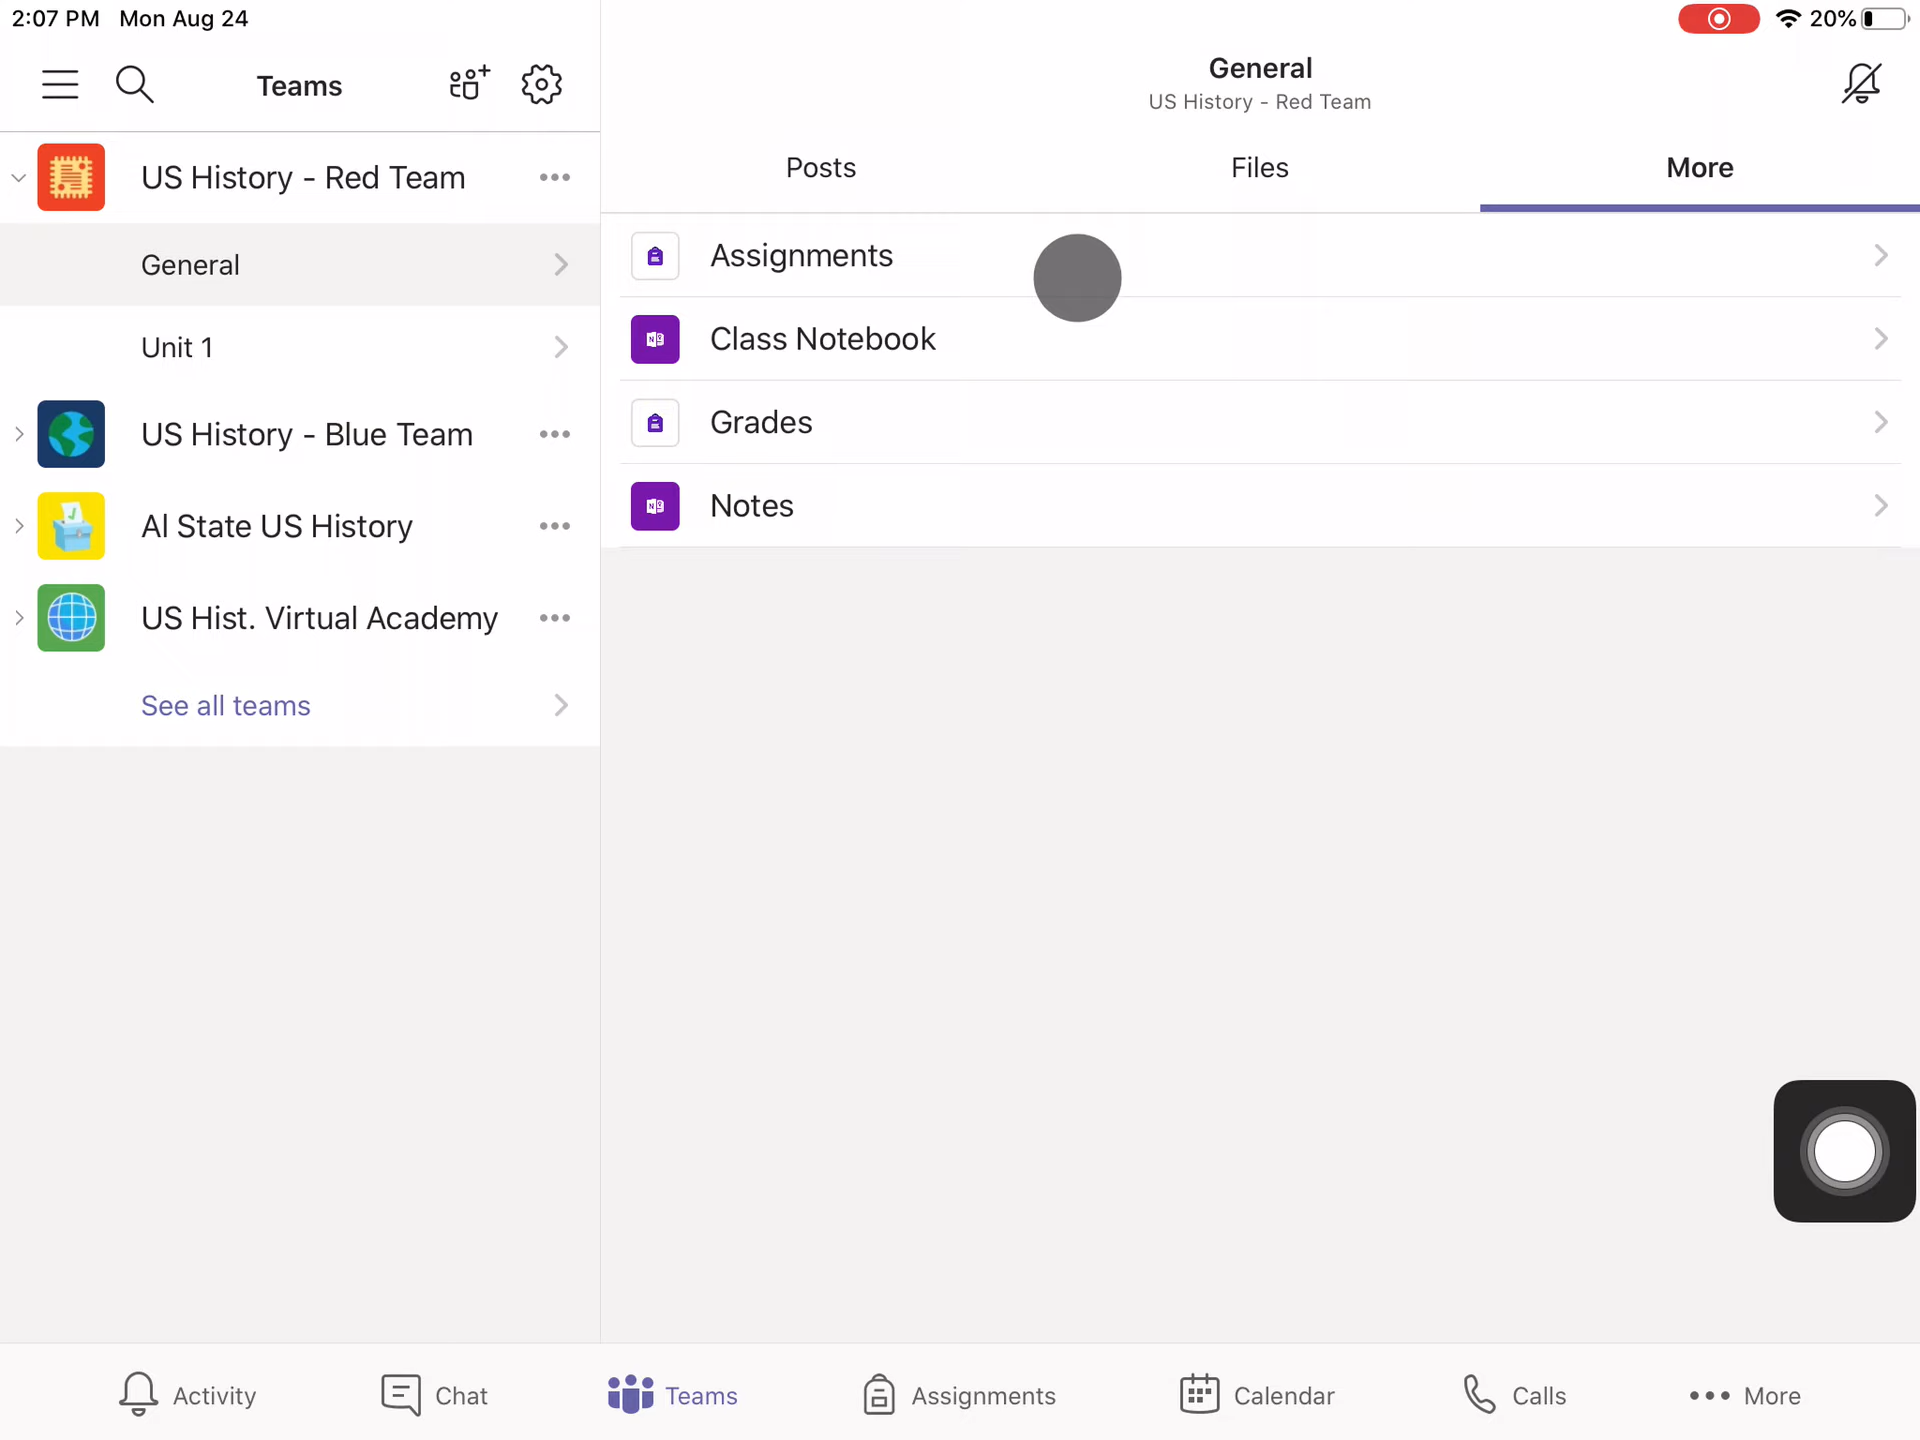 2:07 PM Mon Aug 24
20%
Teams
General
US History - Red Team
Posts
Files
More
US History - Red Team
General
Unit 1
US History - Blue Team
Al State US History
US Hist. Virtual Academy
See all teams
Assignments
Class Notebook
Grades
Notes
Activity
Chat
Teams
Assignments
Calendar
Calls
More